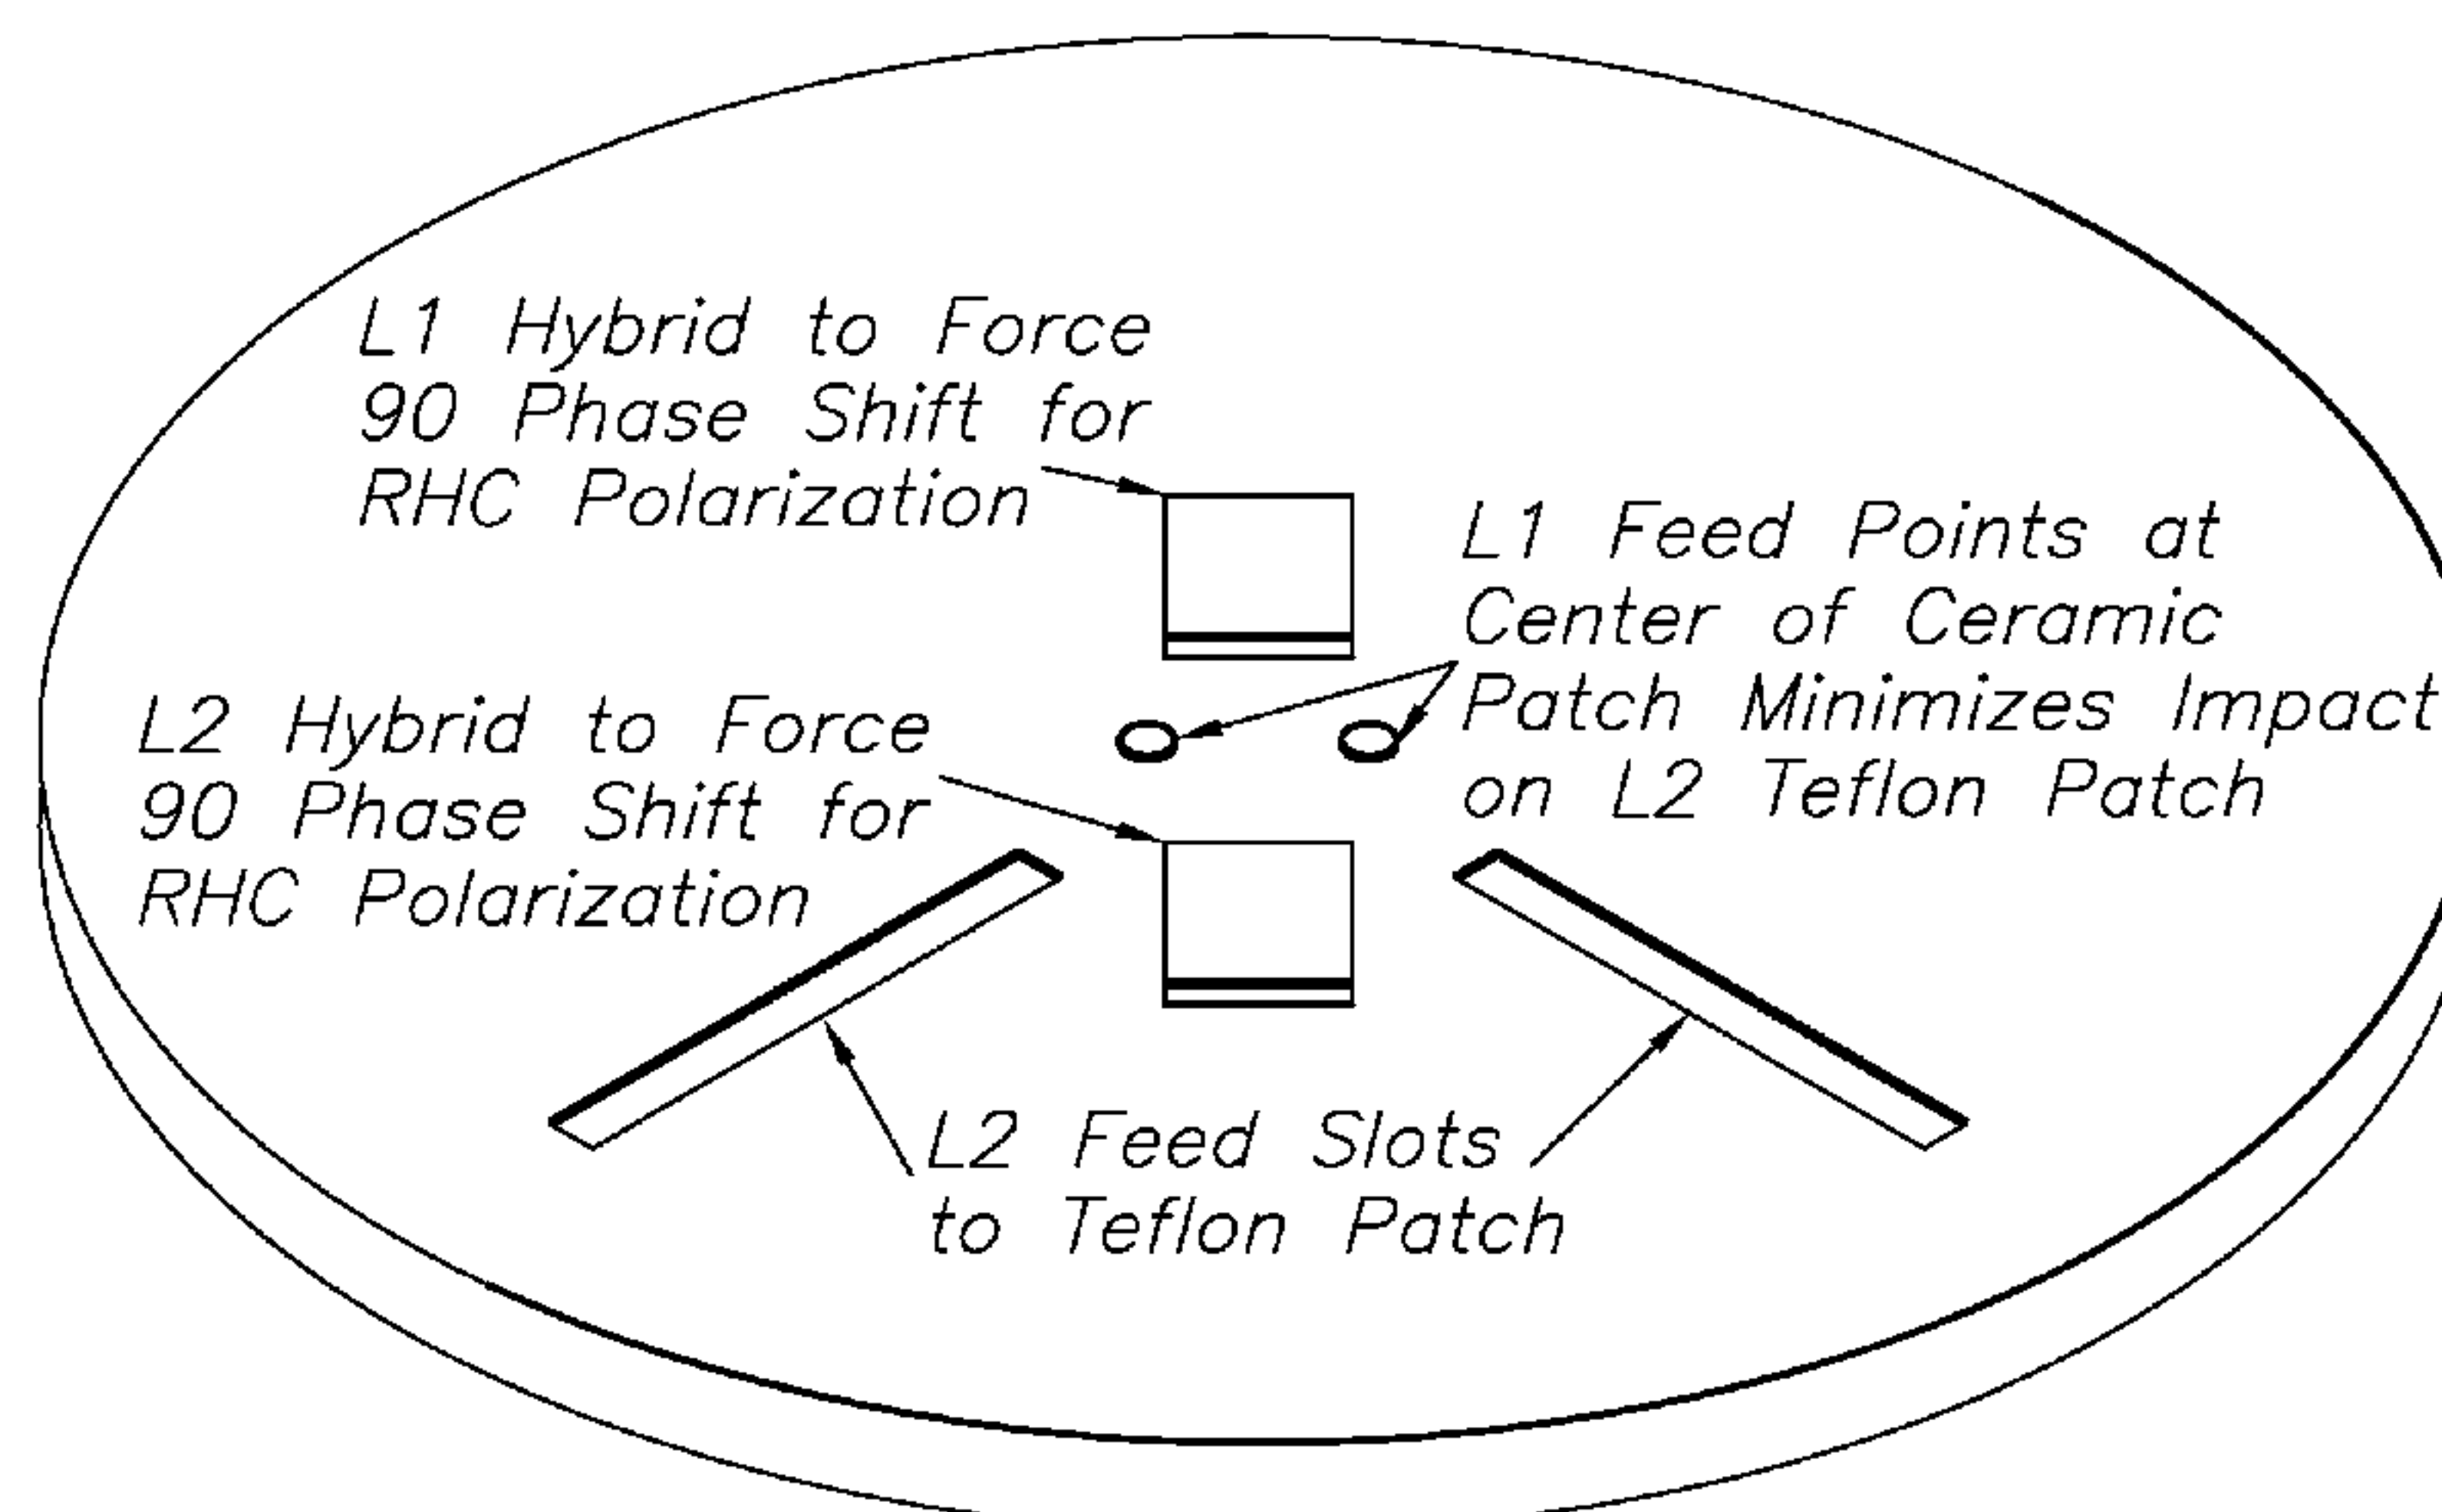 L1 Hybrid to Force
90 Phase Shift for
RHC Polarization
L1 Feed Points at
Center of Ceramic
Patch Minimizes Impact
on L2 Teflon Patch
L2 Hybrid to Force
90 Phase Shift for
RHC Polarization
L2 Feed Slots
to Teflon Patch